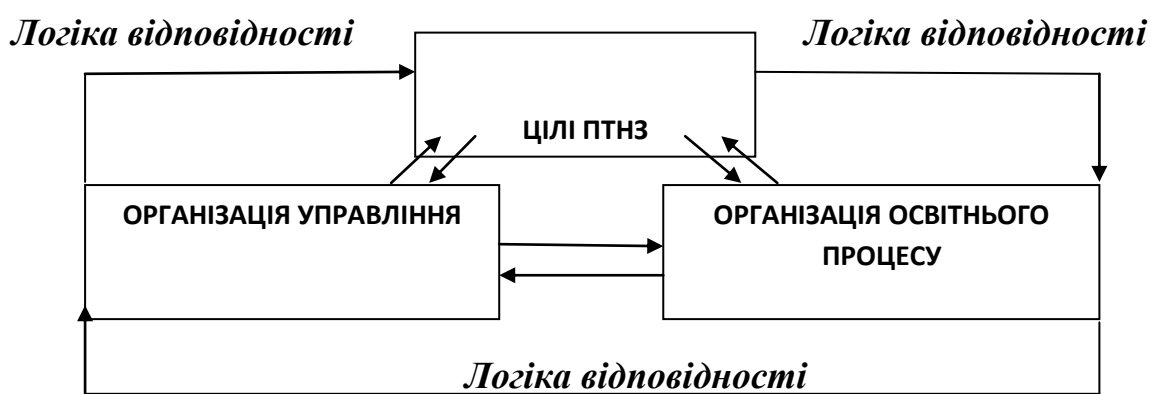 Логіка відповідності
Логіка відповідності
ЦІЛІ ПТНЗ
ОРГАНІЗАЦІЯ УПРАВЛІННЯ
ОРГАНІЗАЦІЯ ОСВІТНЬОГО
ПРОЦЕСУ
Логіка відповідності